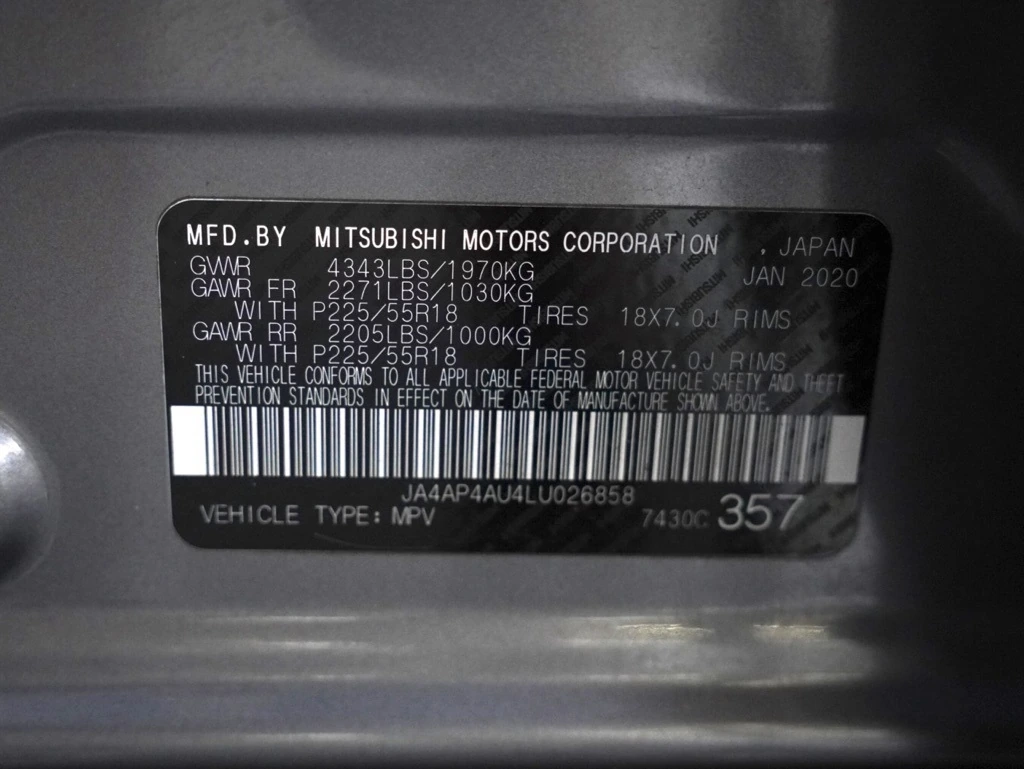 MFD.BY MITSUBISHI MOTORS CORPORATION , JAPAN
GVWR 4343LBS/1970KG JAN 2020
GAWR FR 2271LBS/1030KG
WITH P225/55R18 TIRES 18X7.0J RIMS
GAWR RR 2205LBS/1000KG
WITH P225/55R18 TIRES 18X7.0J RIMS
THIS VEHICLE CONFORMS TO ALL APPLICABLE FEDERAL MOTOR VEHICLE SAFETY AND THEFT
PREVENTION STANDARDS IN EFFECT ON THE DATE OF MANUFACTURE SHOWN ABOVE.
JA4AP4AU4LU026858
VEHICLE TYPE: MPV 7430C 357